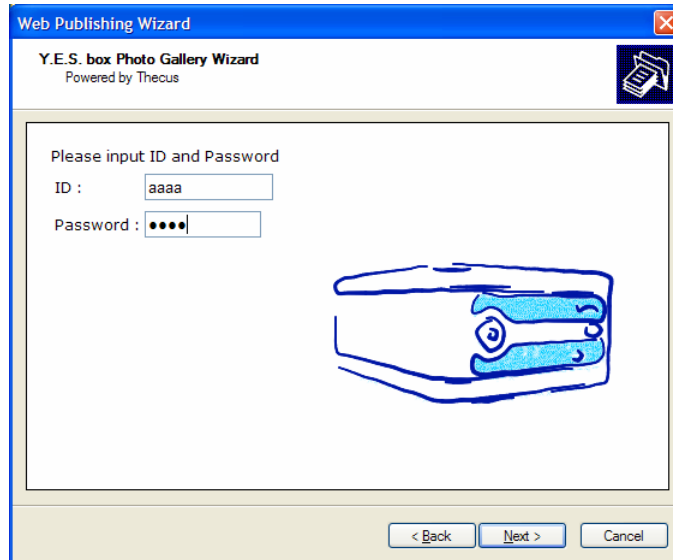 Web Publishing Wizard
Y.E.S. box Photo Gallery Wizard
Powered by Thecus
Please input ID and Password
ID : aaaa
Password : ●●●●
< Back Next > Cancel